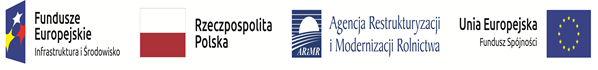 Fundusze
Europejskie
Infrastruktura i Środowisko
Rzeczpospolita
Polska
ARiMR
Agencja Restrukturyzacji
i Modernizacji Rolnictwa
Unia Europejska
Fundusz Spójności